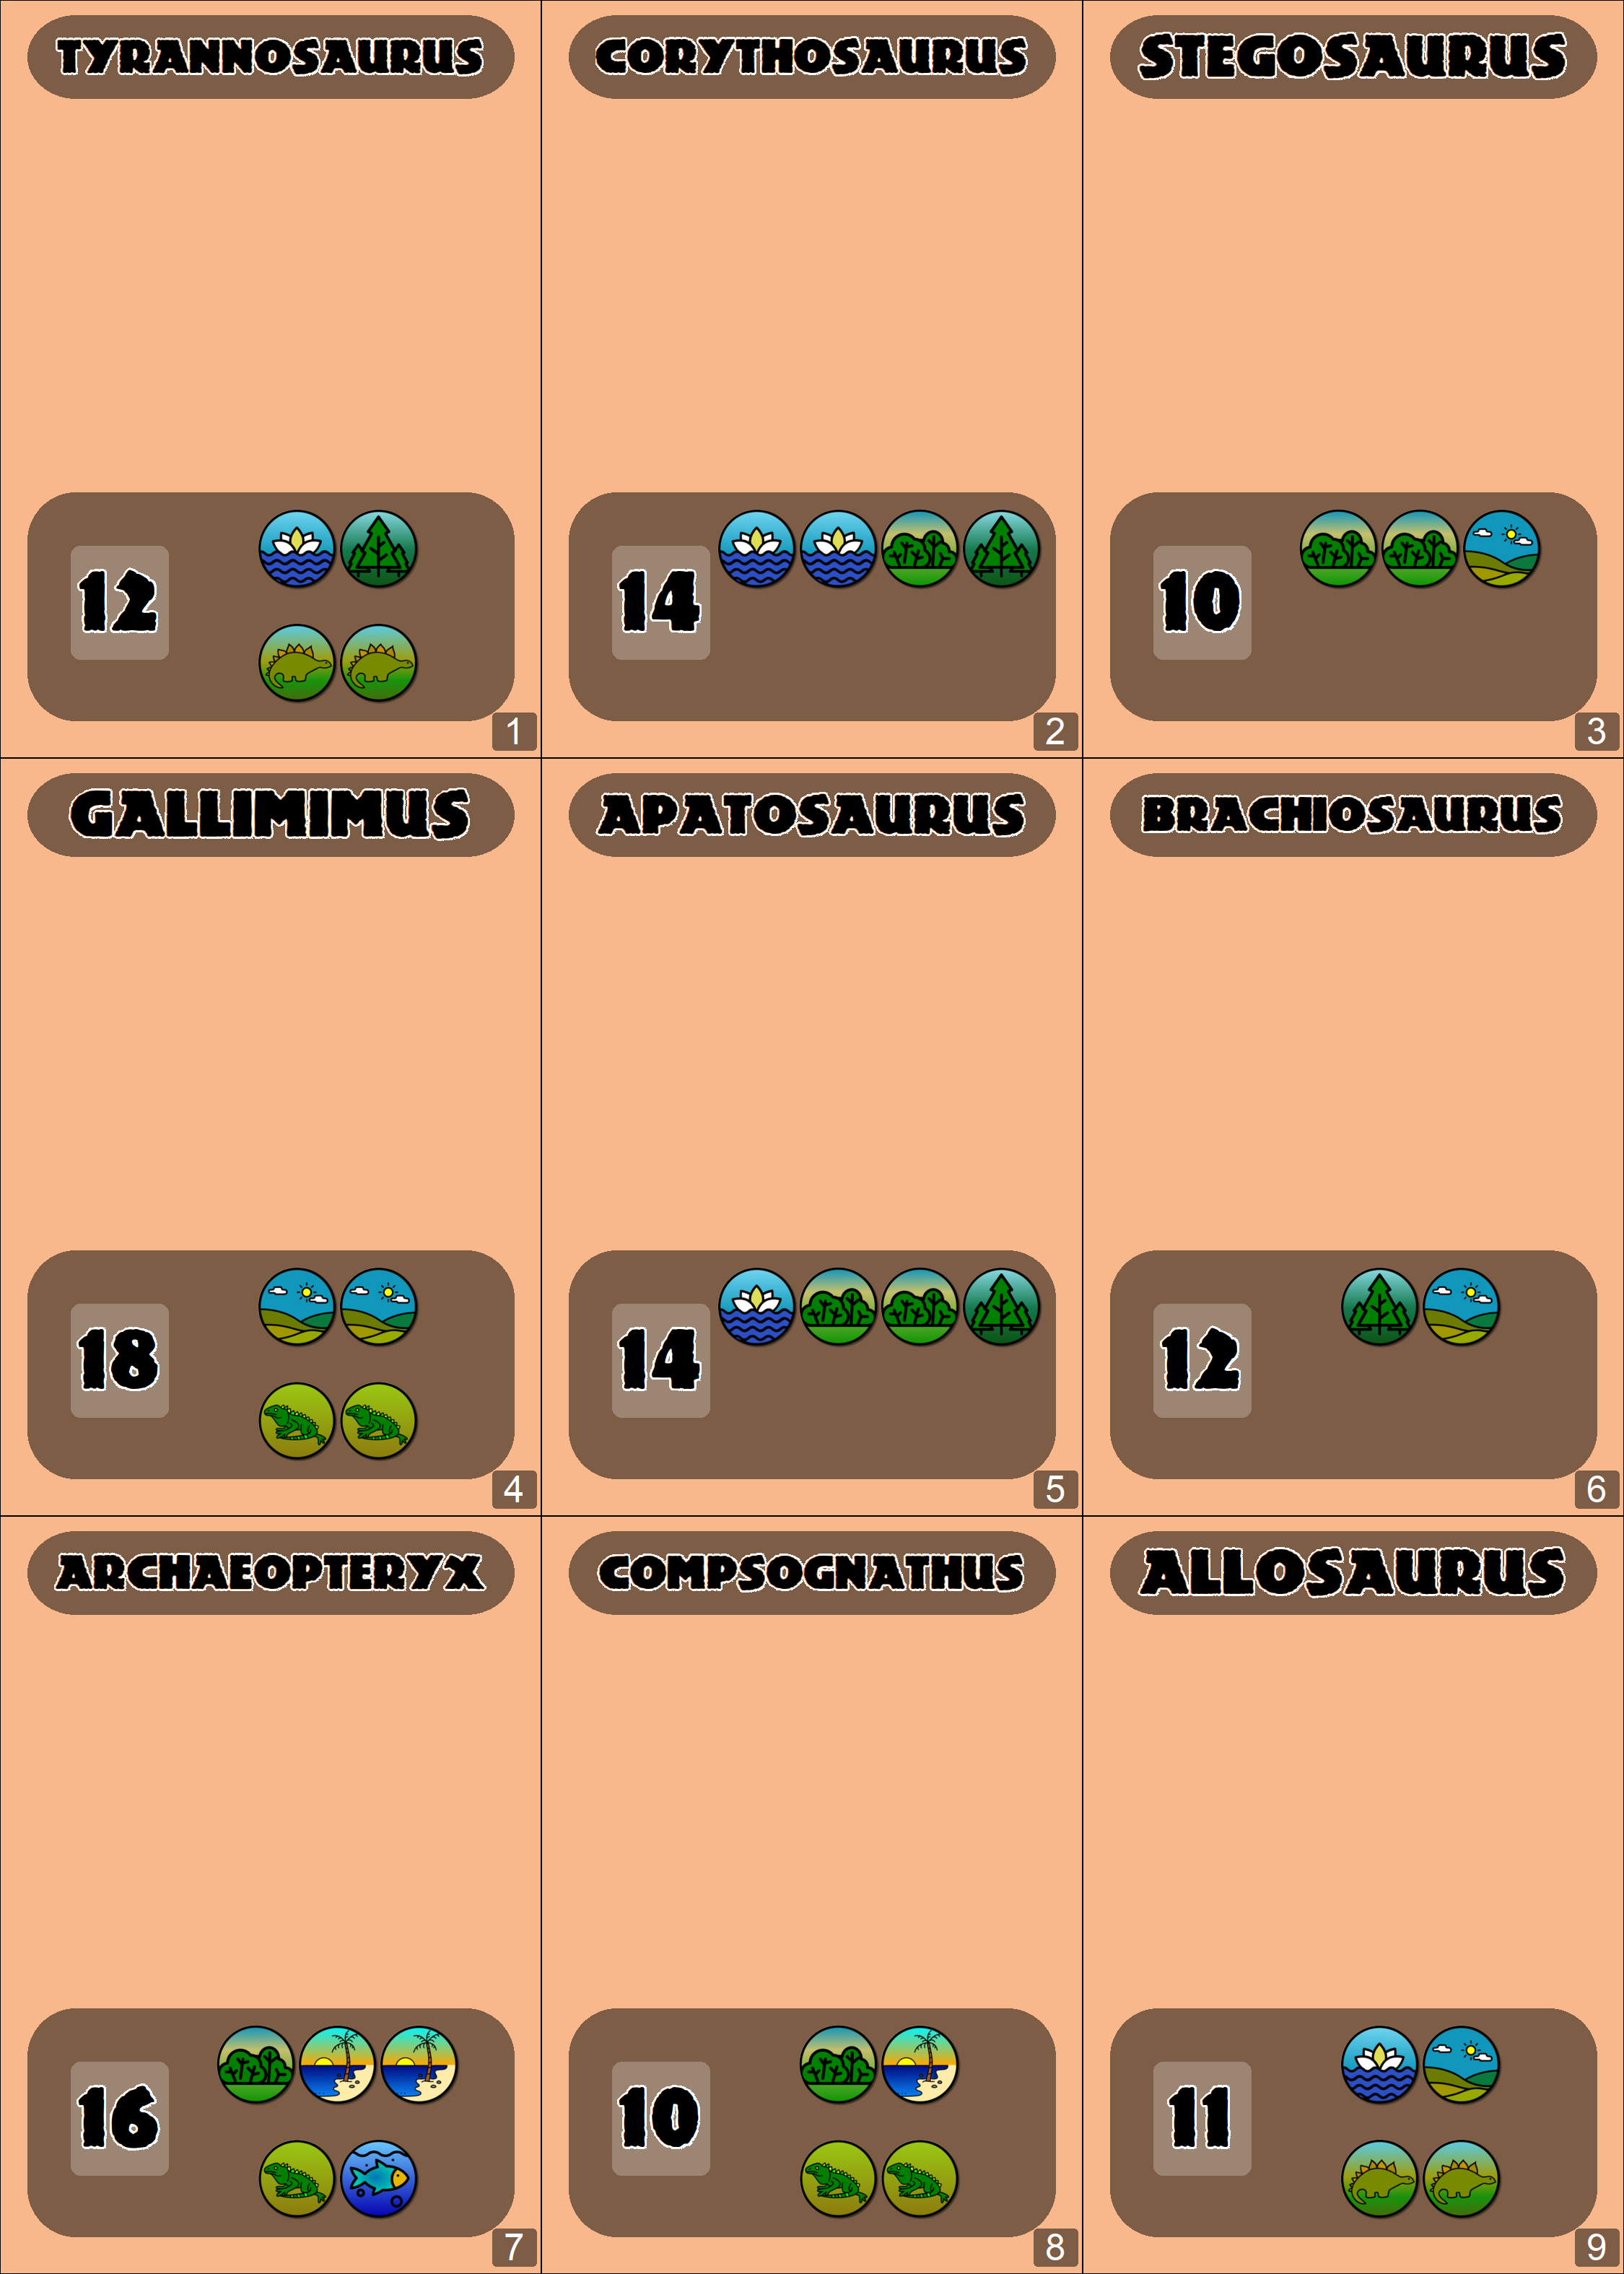 TYRANNOSAURUS
12
1
CORYTHOSAURUS
14
2
STEGOSAURUS
10
3
GALLIMIMUS
18
4
APATOSAURUS
14
5
BRACHIOSAURUS
12
6
ARCHAEOPTERYX
16
7
COMPSOGNATHUS
10
8
ALLOSAURUS
11
9